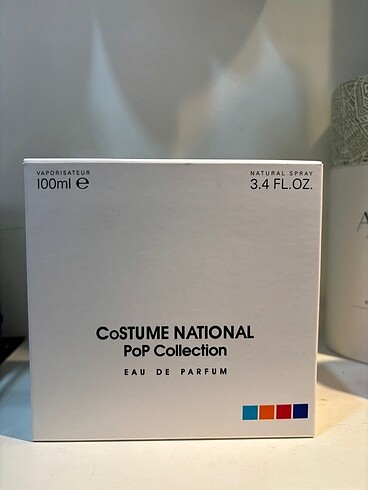 VAPORISATEUR
100ml ℮
NATURAL SPRAY
3.4 FL.OZ.
CoSTUME NATIONAL
PoP Collection
EAU DE PARFUM